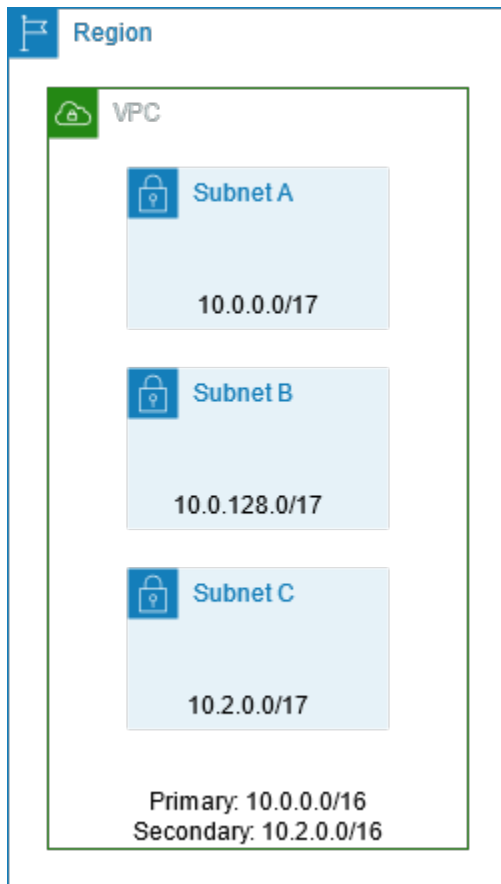 Region
VPC
Subnet A
10.0.0.0/17
Subnet B
10.0.128.0/17
Subnet C
10.2.0.0/17
Primary: 10.0.0.0/16
Secondary: 10.2.0.0/16